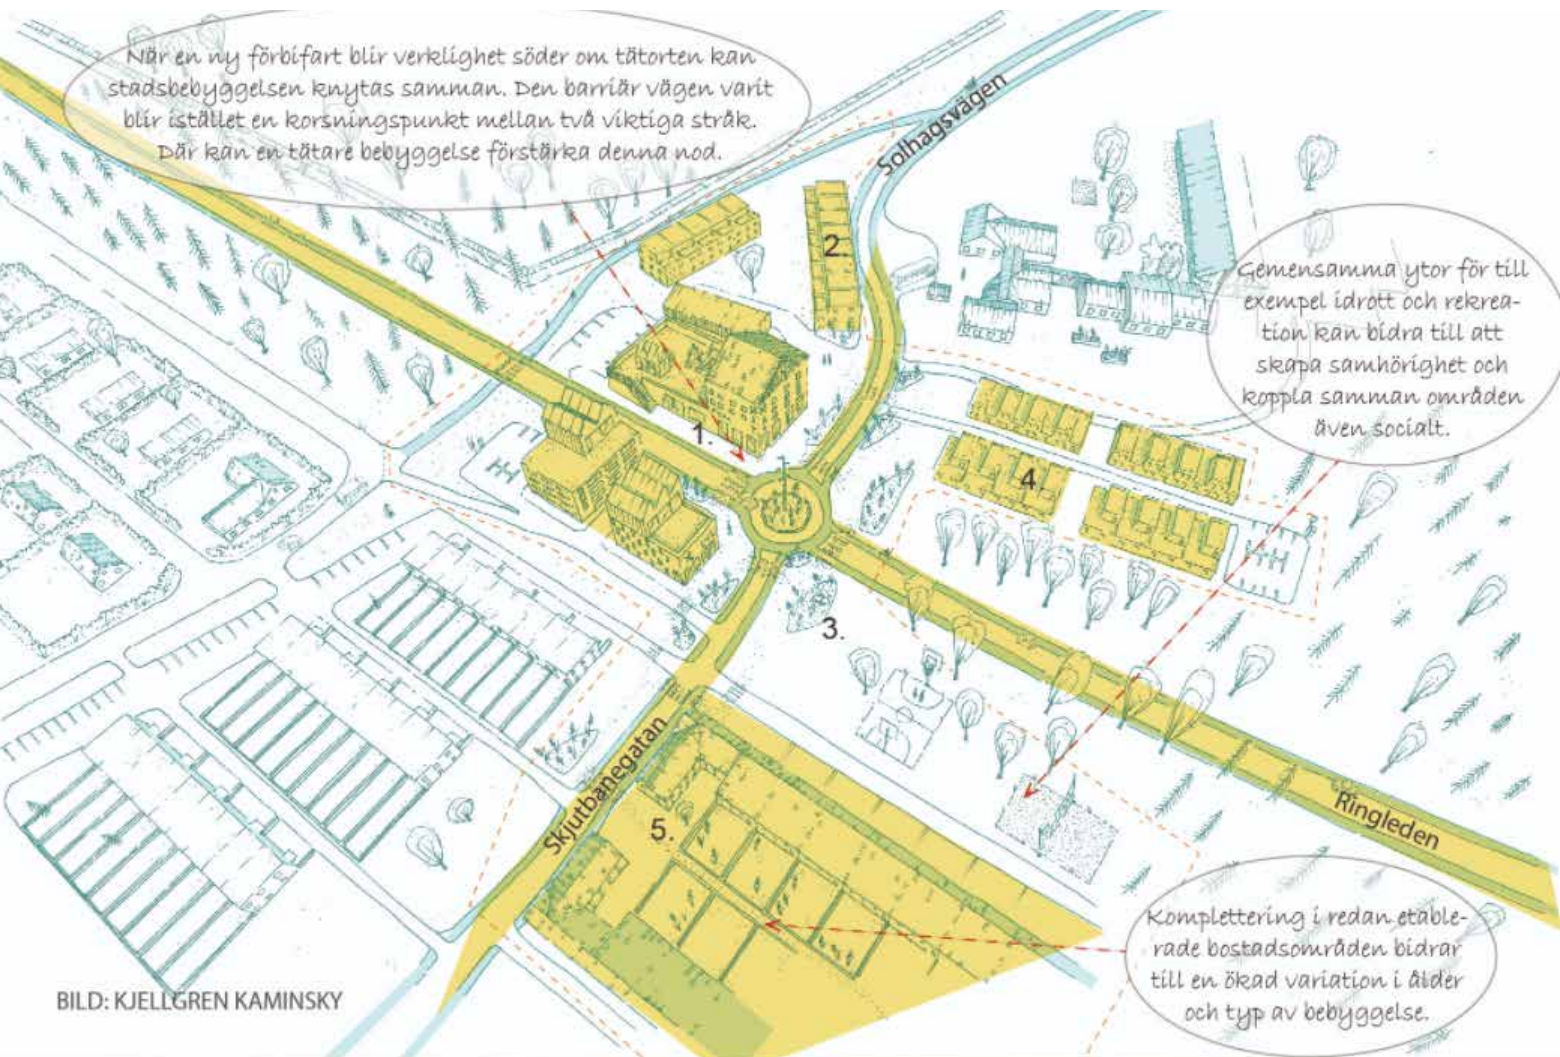 När en ny förbifart blir verklighet söder om tätorten kan
stadsbebyggelsen knytas samman. Den barriär vägen varit
blir istället en korsningspunkt mellan två viktiga stråk.
Där kan en tätare bebyggelse förstärka denna nod.
Solhagsvägen
2.
Gemensamma ytor för till
exempel idrott och rekrea-
tion kan bidra till att
skapa samhörighet och
koppla samman områden
även socialt.
1.
4.
3.
Skjutbanegatan
5.
Ringleden
Komplettering i redan etable-
rade bostadsområden bidrar
till en ökad variation i ålder
och typ av bebyggelse.
BILD: KJELLGREN KAMINSKY